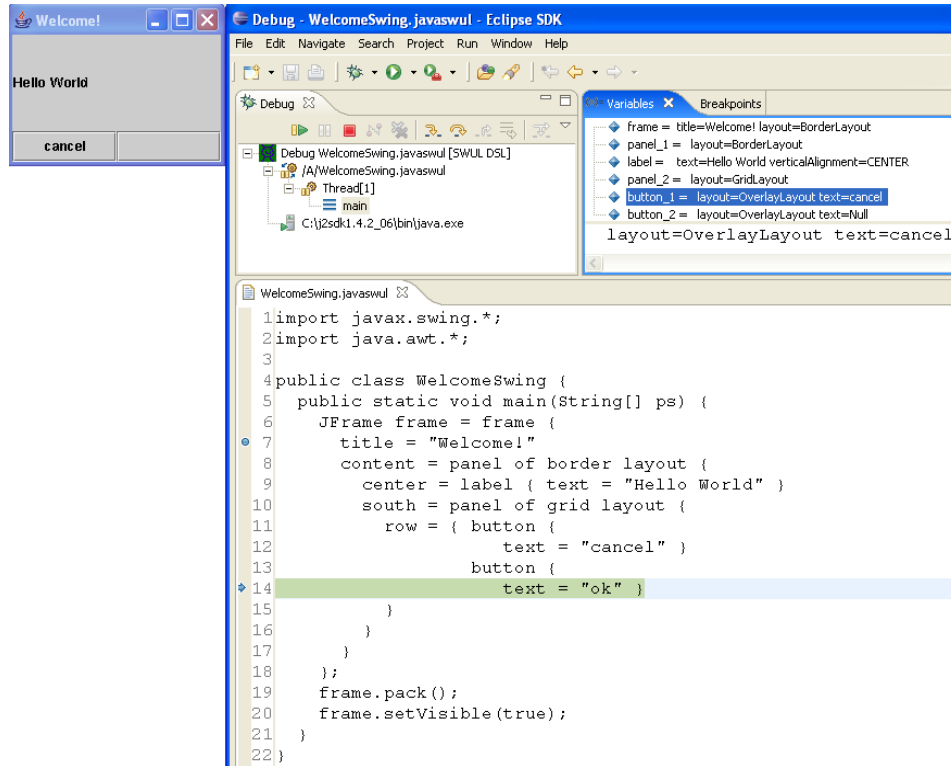 Welcome!
Hello World
cancel
Debug - WelcomeSwing.javaswul - Eclipse SDK
File Edit Navigate Search Project Run Window Help
Debug
Debug WelcomeSwing.javaswul [SWUL DSL]
/A/WelcomeSwing.javaswul
Thread[1]
main
C:\j2sdk1.4.2_06\bin\java.exe
Variables Breakpoints
frame = title=Welcome! layout=BorderLayout
panel_1 = layout=BorderLayout
label = text=Hello World verticalAlignment=CENTER
panel_2 = layout=GridLayout
button_1 = layout=OverlayLayout text=cancel
button_2 = layout=OverlayLayout text=Null
layout=OverlayLayout text=cancel
WelcomeSwing.javaswul
1 import javax.swing.*;
2 import java.awt.*;
3
4 public class WelcomeSwing {
5 public static void main(String[] ps) {
6 JFrame frame = frame {
7 title = "Welcome!"
8 content = panel of border layout {
9 center = label { text = "Hello World" }
10 south = panel of grid layout {
11 row = { button {
12 text = "cancel" }
13 button {
14 text = "ok" }
15 }
16 }
17 }
18 };
19 frame.pack();
20 frame.setVisible(true);
21 }
22 }